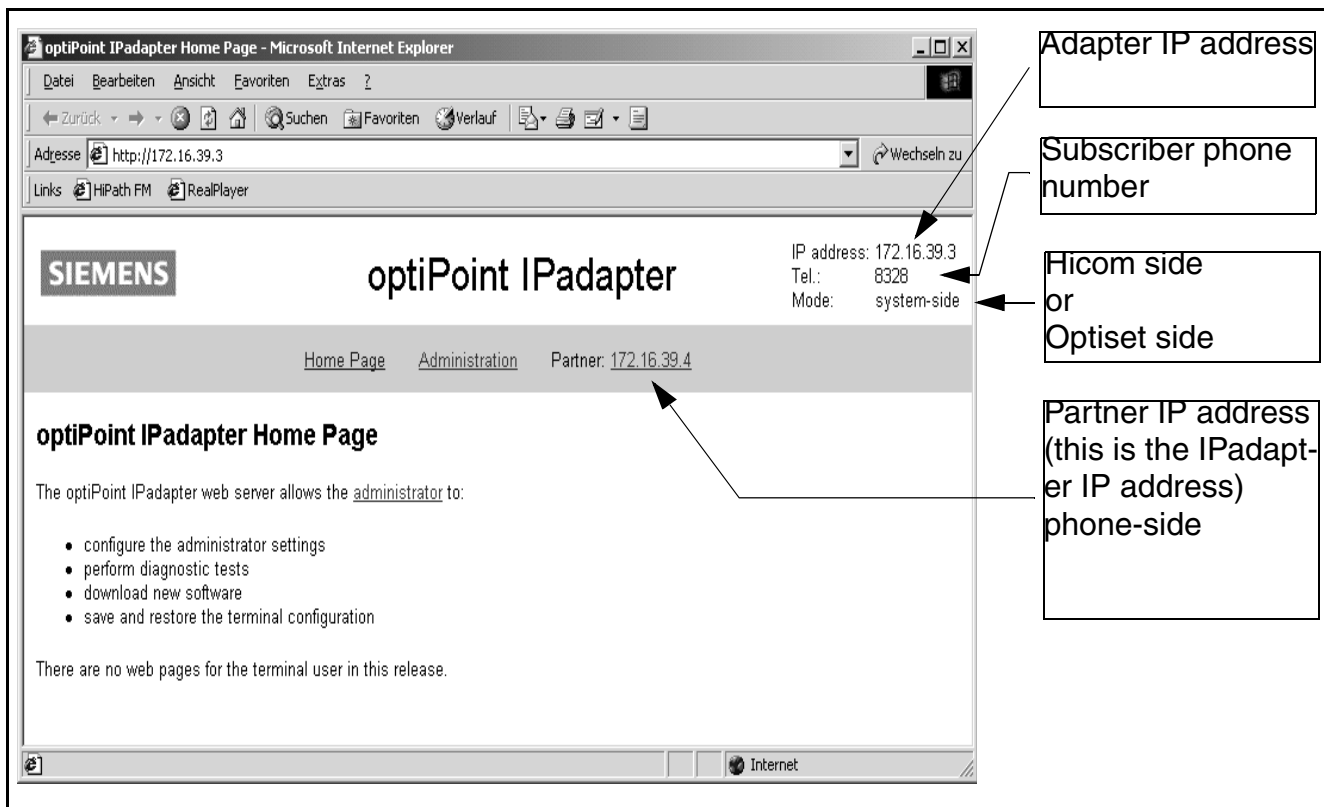 optiPoint IPadapter Home Page - Microsoft Internet Explorer
Datei Bearbeiten Ansicht Favoriten Extras ?
Zurück Suchen Favoriten Verlauf
Adresse http://172.16.39.3 Wechseln zu
Links HiPath FM RealPlayer
SIEMENS
optiPoint IPadapter
IP address: 172.16.39.3
Tel.: 8328
Mode: system-side
Home Page Administration Partner: 172.16.39.4
optiPoint IPadapter Home Page
The optiPoint IPadapter web server allows the administrator to:
• configure the administrator settings
• perform diagnostic tests
• download new software
• save and restore the terminal configuration
There are no web pages for the terminal user in this release.
Internet
Adapter IP address
Subscriber phone
number
Hicom side
or
Optiset side
Partner IP address
(this is the IPadapt-
er IP address)
phone-side